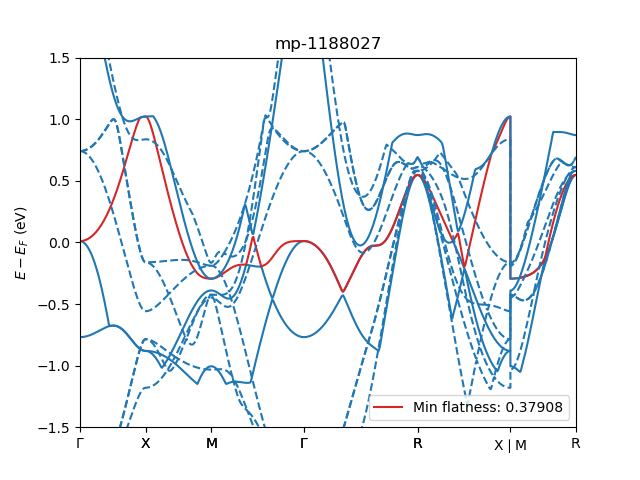 mp-1188027
E − E_F (eV)
1.5
1.0
0.5
0.0
−0.5
−1.0
−1.5
Min flatness: 0.37908
Γ X M Γ R X | M R